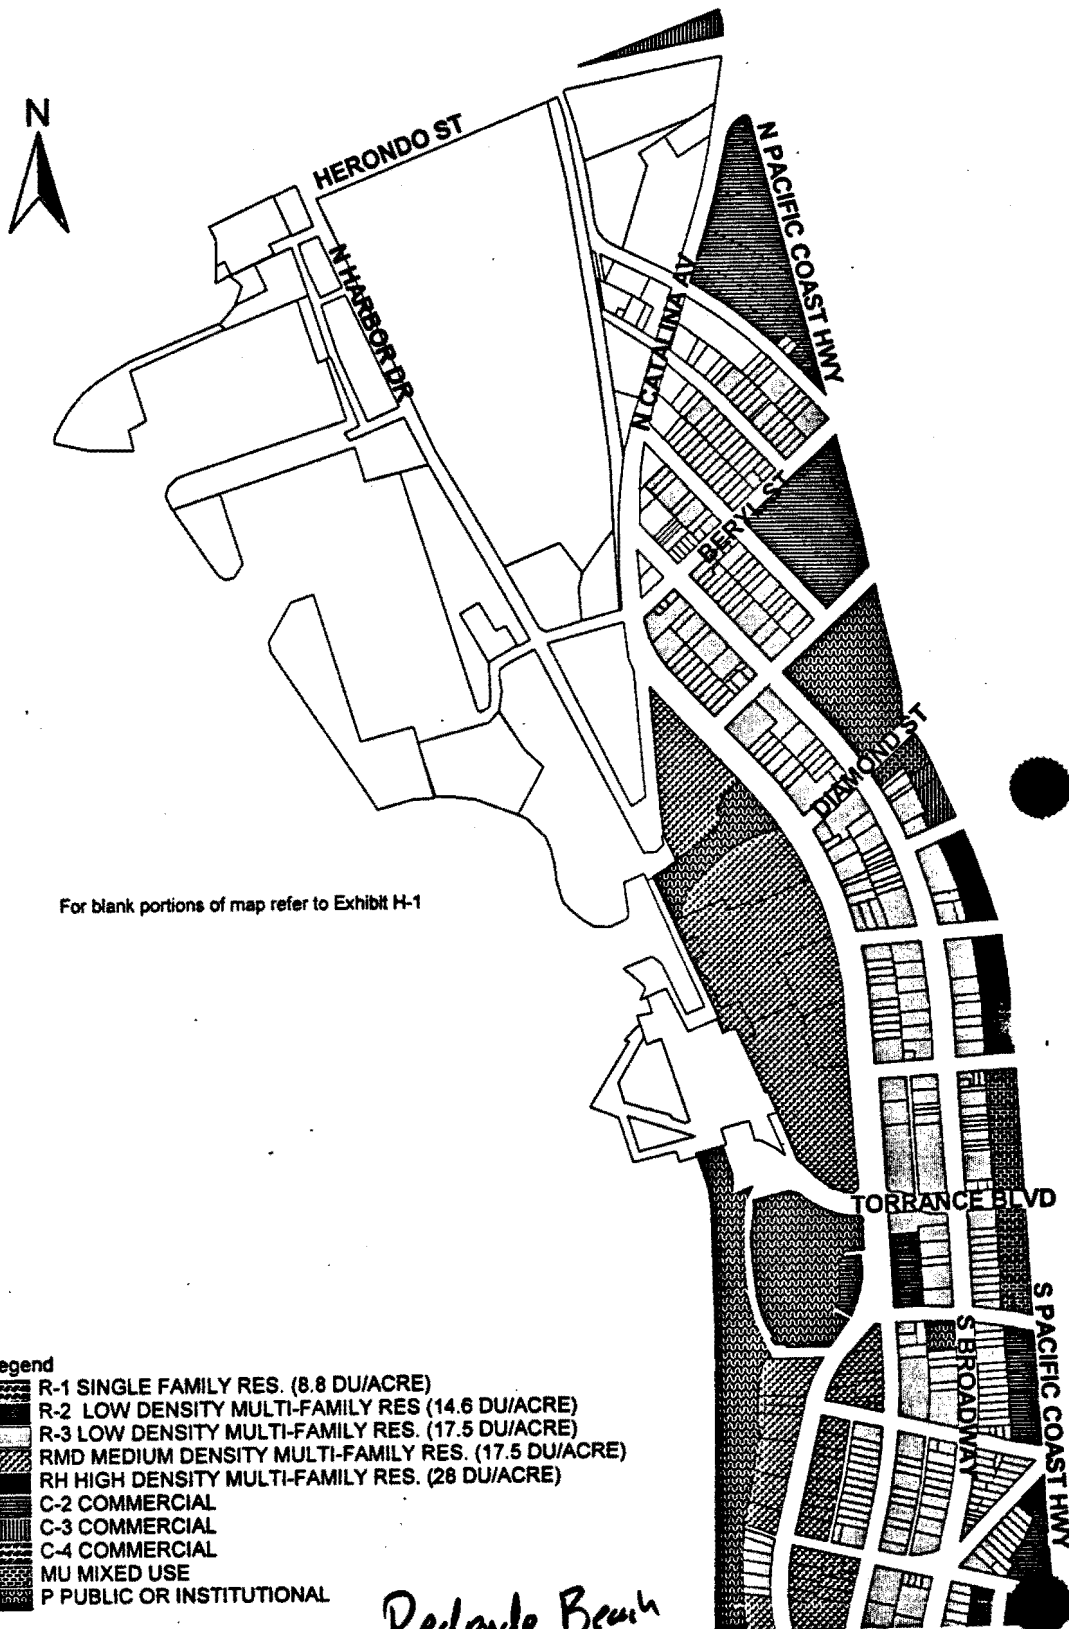 N
HERONDO ST
N PACIFIC COAST HWY
N HARBOR DR
N CATALINA AV
BERYL ST
DIAMOND ST
For blank portions of map refer to Exhibit H-1
TORRANCE BLVD
S PACIFIC COAST HWY
S BROADWAY
egend
R-1 SINGLE FAMILY RES. (8.8 DU/ACRE)
R-2 LOW DENSITY MULTI-FAMILY RES (14.6 DU/ACRE)
R-3 LOW DENSITY MULTI-FAMILY RES. (17.5 DU/ACRE)
RMD MEDIUM DENSITY MULTI-FAMILY RES. (17.5 DU/ACRE)
RH HIGH DENSITY MULTI-FAMILY RES. (28 DU/ACRE)
C-2 COMMERCIAL
C-3 COMMERCIAL
C-4 COMMERCIAL
MU MIXED USE
P PUBLIC OR INSTITUTIONAL
Redondo Beach